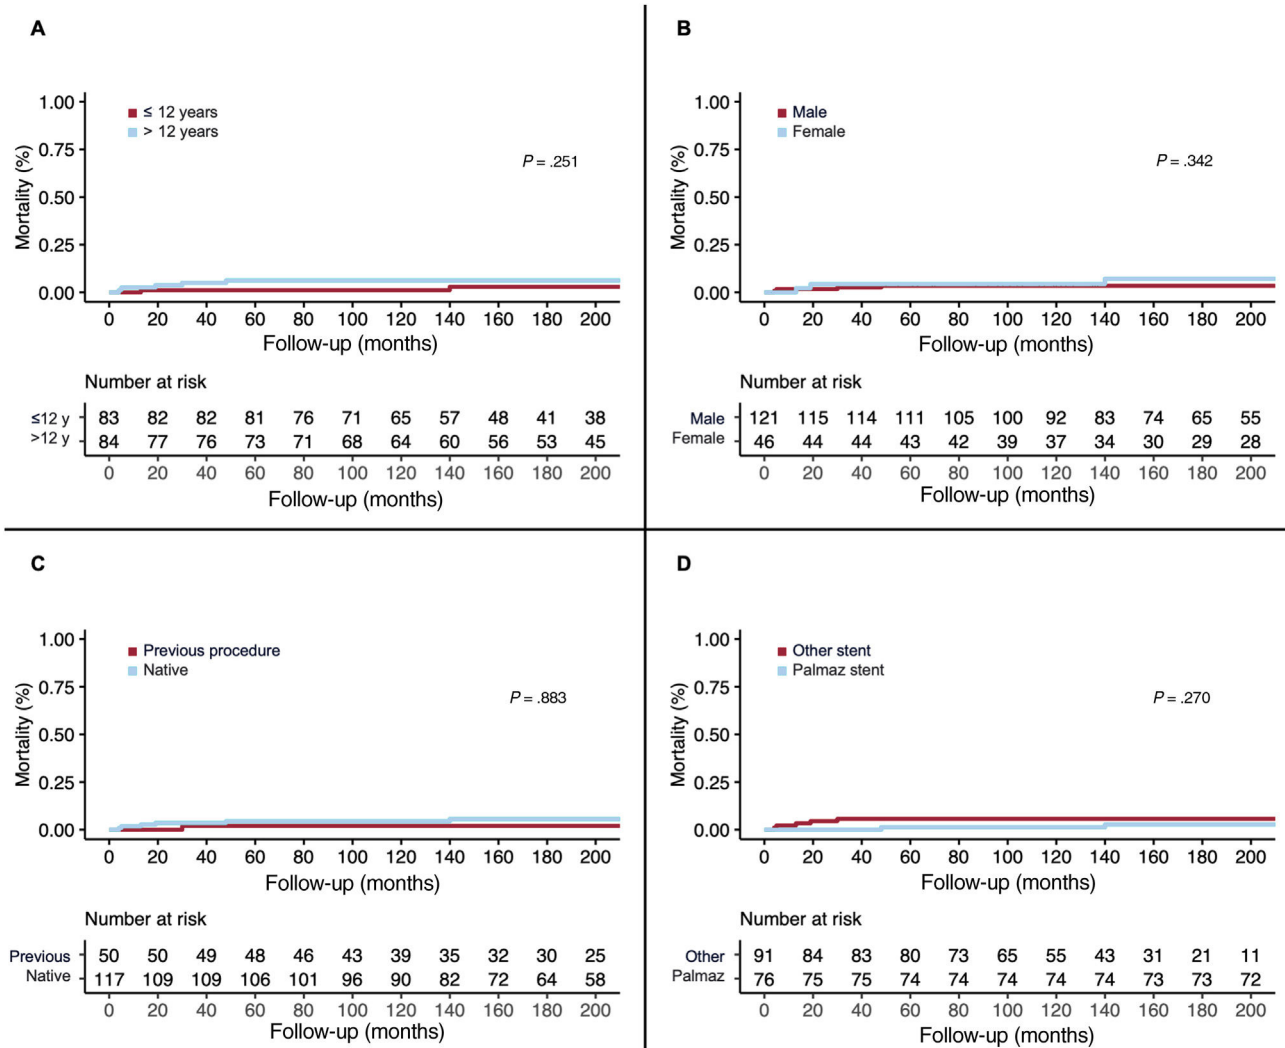 A
1.00
0.75
0.50
0.25
0.00
Mortality (%)
≤ 12 years
> 12 years
P = .251
0 20 40 60 80 100 120 140 160 180 200
Follow-up (months)
Number at risk
≤12 y 83 82 82 81 76 71 65 57 48 41 38
>12 y 84 77 76 73 71 68 64 60 56 53 45
0 20 40 60 80 100 120 140 160 180 200
Follow-up (months)
B
1.00
0.75
0.50
0.25
0.00
Mortality (%)
Male
Female
P = .342
0 20 40 60 80 100 120 140 160 180 200
Follow-up (months)
Number at risk
Male 121 115 114 111 105 100 92 83 74 65 55
Female 46 44 44 43 42 39 37 34 30 29 28
0 20 40 60 80 100 120 140 160 180 200
Follow-up (months)
C
1.00
0.75
0.50
0.25
0.00
Mortality (%)
Previous procedure
Native
P = .883
0 20 40 60 80 100 120 140 160 180 200
Follow-up (months)
Number at risk
Previous 50 50 49 48 46 43 39 35 32 30 25
Native 117 109 109 106 101 96 90 82 72 64 58
0 20 40 60 80 100 120 140 160 180 200
Follow-up (months)
D
1.00
0.75
0.50
0.25
0.00
Mortality (%)
Other stent
Palmaz stent
P = .270
0 20 40 60 80 100 120 140 160 180 200
Follow-up (months)
Number at risk
Other 91 84 83 80 73 65 55 43 31 21 11
Palmaz 76 75 75 74 74 74 74 74 73 73 72
0 20 40 60 80 100 120 140 160 180 200
Follow-up (months)